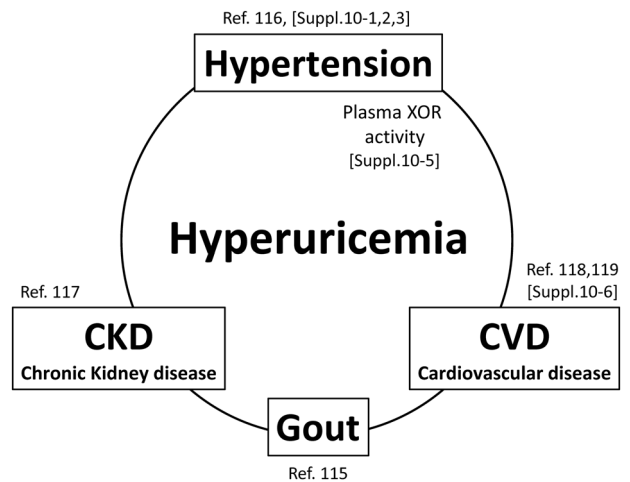 Ref. 116, [Suppl.10-1,2,3]
Hypertension
Plasma XOR
activity
[Suppl.10-5]
Hyperuricemia
Ref. 117
CKD
Chronic Kidney disease
Ref. 118,119
[Suppl.10-6]
CVD
Cardiovascular disease
Gout
Ref. 115